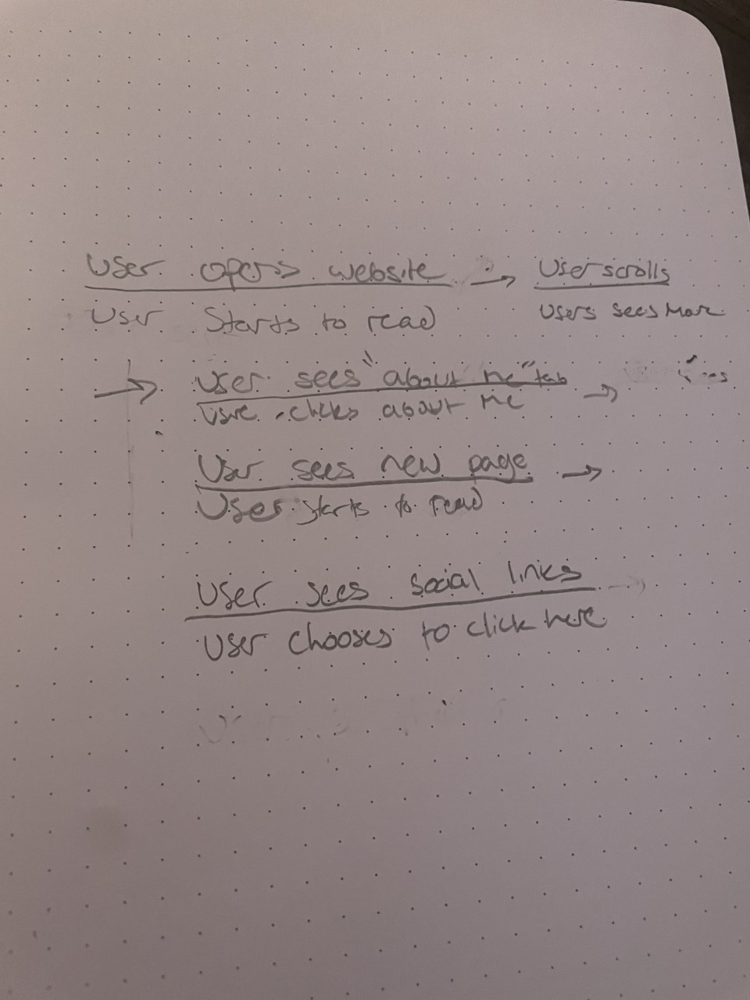 User opens website → User scrolls
User starts to read Users sees more
→ User sees "about me" tab →
User clicks about me
User sees new page →
User starts to read
User sees social links →
User chooses to click here